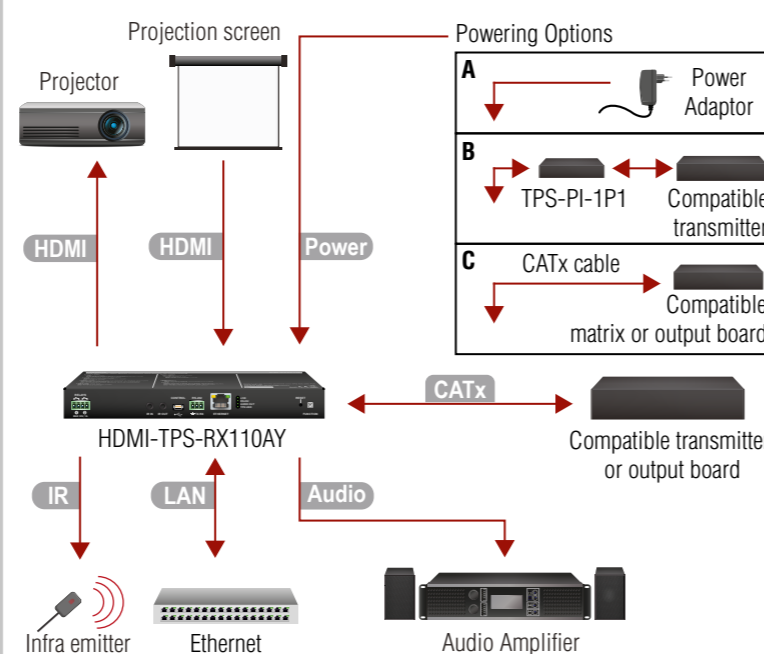 Projection screen
Projector
Powering Options
A
Power
Adaptor
B
TPS-PI-1P1
Compatible
transmitter
C
CATx cable
Compatible
matrix or output board
HDMI
HDMI
Power
HDMI-TPS-RX110AY
CATx
Compatible transmitter
or output board
IR
LAN
Audio
Infra emitter
Ethernet
Audio Amplifier